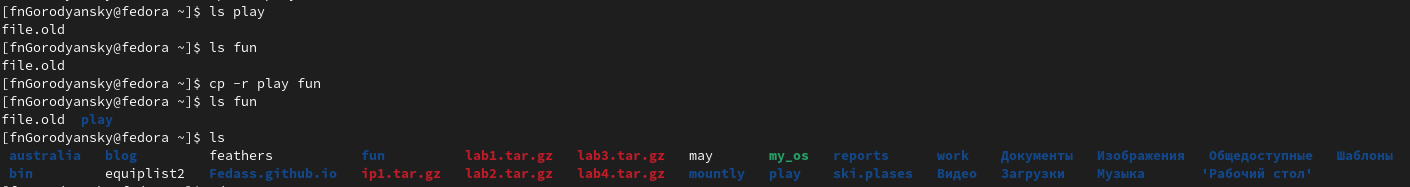 [fnGorodyansky@fedora ~]$ ls play
file.old
[fnGorodyansky@fedora ~]$ ls fun
file.old
[fnGorodyansky@fedora ~]$ cp -r play fun
[fnGorodyansky@fedora ~]$ ls fun
file.old  play
[fnGorodyansky@fedora ~]$ ls
australia  blog  feathers  fun  lab1.tar.gz  lab3.tar.gz  may  my_os  reports  work  Документы  Изображения  Общедоступные  Шаблоны
bin  equiplist2  Fedass.github.io  ip1.tar.gz  lab2.tar.gz  lab4.tar.gz  mountly  play  ski.plases  Видео  Загрузки  Музыка  'Рабочий стол'